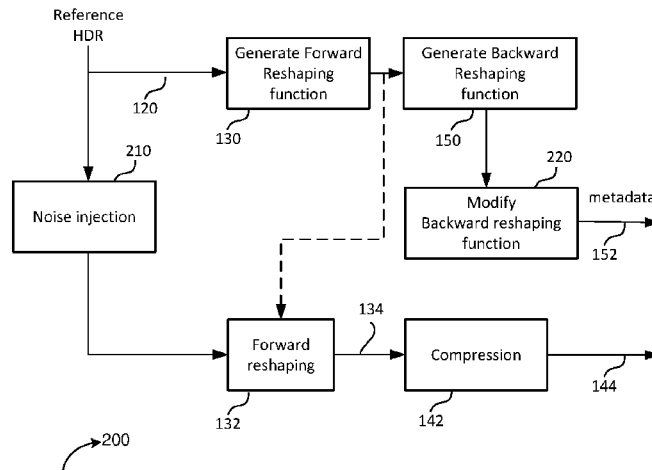 Reference
HDR
120
Generate Forward
Reshaping
function
130
Generate Backward
Reshaping
function
150
210
Noise injection
220
Modify
Backward reshaping
function
metadata
152
Forward
reshaping
132
134
Compression
142
144
200